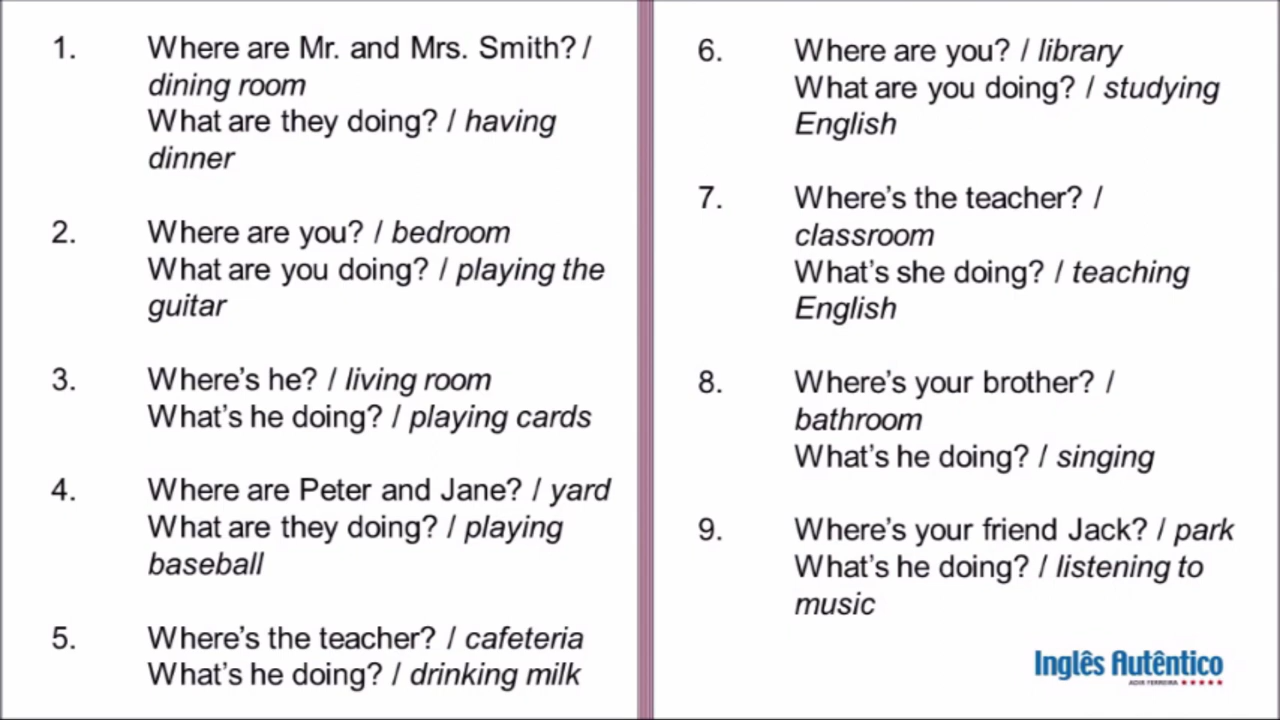 1. Where are Mr. and Mrs. Smith? /
dining room
What are they doing? / having
dinner
2. Where are you? / bedroom
What are you doing? / playing the
guitar
3. Where's he? / living room
What's he doing? / playing cards
4. Where are Peter and Jane? / yard
What are they doing? / playing
baseball
5. Where's the teacher? / cafeteria
What's he doing? / drinking milk
6. Where are you? / library
What are you doing? / studying
English
7. Where's the teacher? /
classroom
What's she doing? / teaching
English
8. Where's your brother? /
bathroom
What's he doing? / singing
9. Where's your friend Jack? / park
What's he doing? / listening to
music
Inglês Autêntico
ADIR FERREIRA